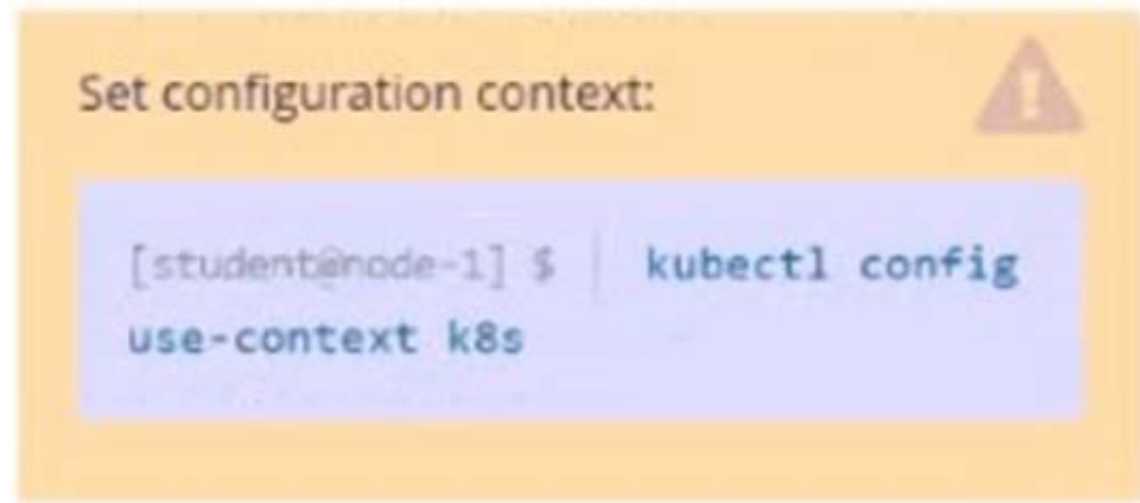 Set configuration context:
[student@node-1] $ | kubectl config
use-context k8s